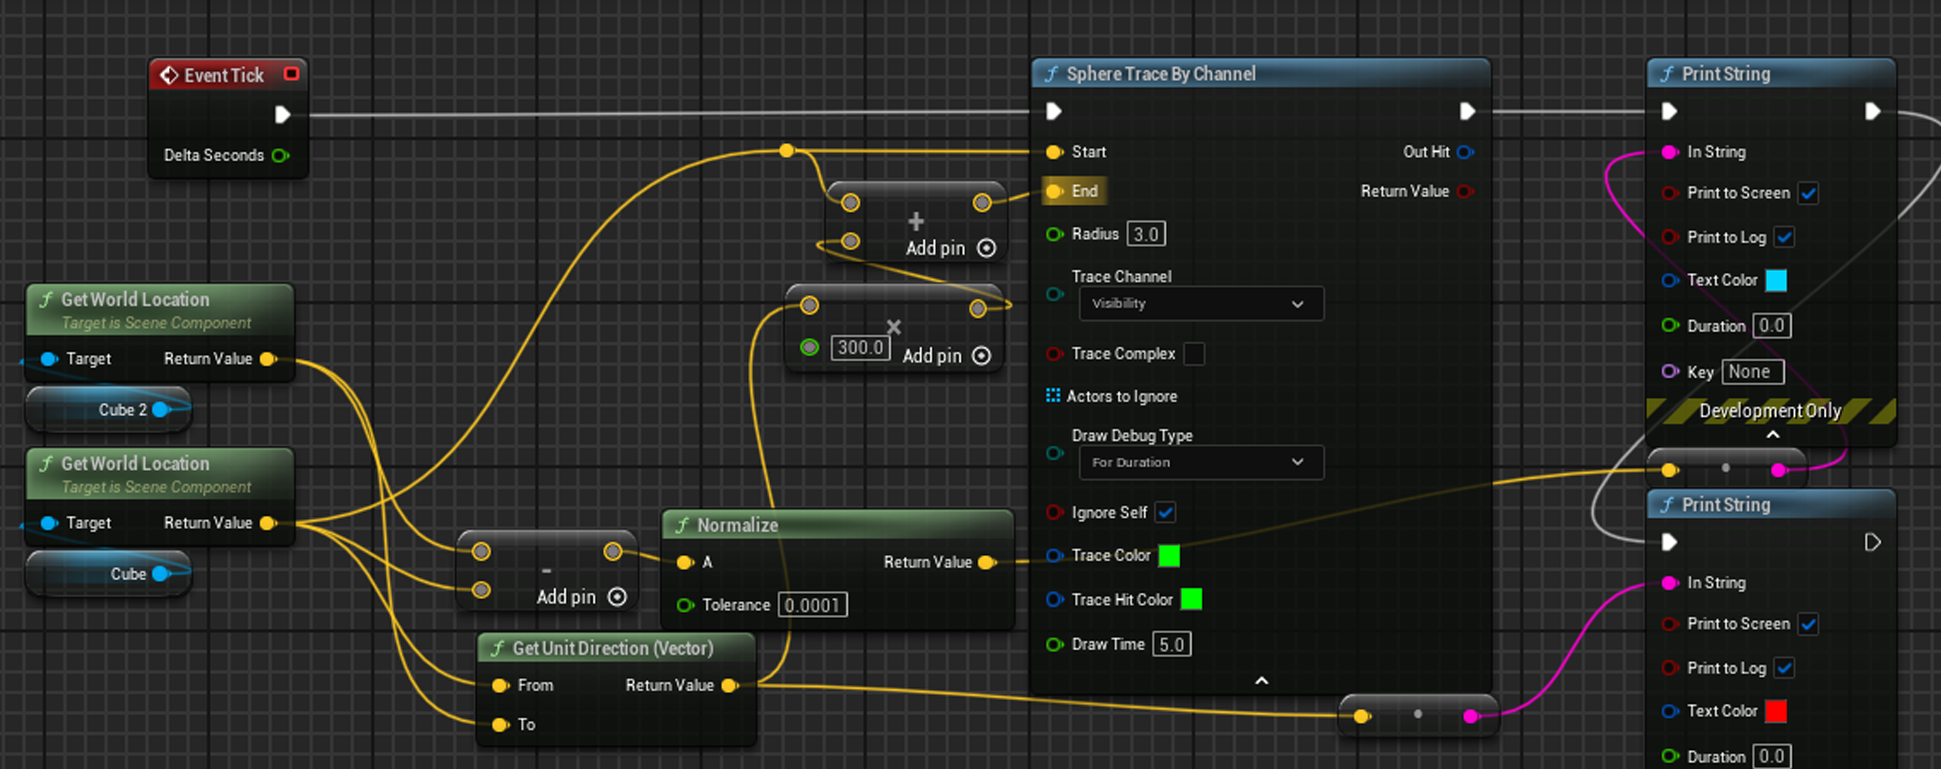 Event Tick
Delta Seconds
Get World Location
Target is Scene Component
Target
Return Value
Cube 2
Get World Location
Target is Scene Component
Target
Return Value
Cube
+
Add pin
×
300.0
Add pin
-
Add pin
Normalize
A
Return Value
Tolerance
0.0001
Get Unit Direction (Vector)
From
Return Value
To
Sphere Trace By Channel
Start
Out Hit
End
Return Value
Radius
3.0
Trace Channel
Visibility
Trace Complex
Actors to Ignore
Draw Debug Type
For Duration
Ignore Self
Trace Color
Trace Hit Color
Draw Time
5.0
Print String
In String
Print to Screen
Print to Log
Text Color
Duration
0.0
Key
None
Development Only
Print String
In String
Print to Screen
Print to Log
Text Color
Duration
0.0